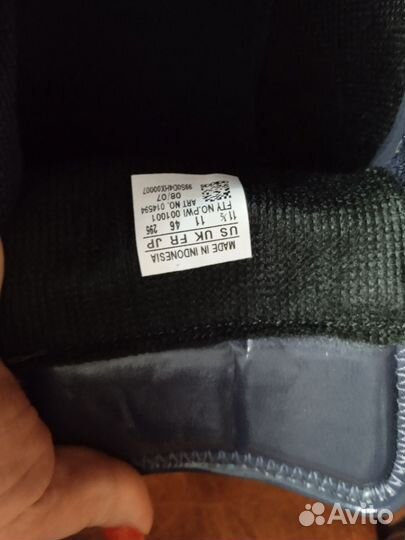 MADE IN INDONESIA
US UK FR JP
11½ 11 46 295
FTY NO.PWI 001001
ART NO. 014594
08/07
99S0D4HX00007
Avito